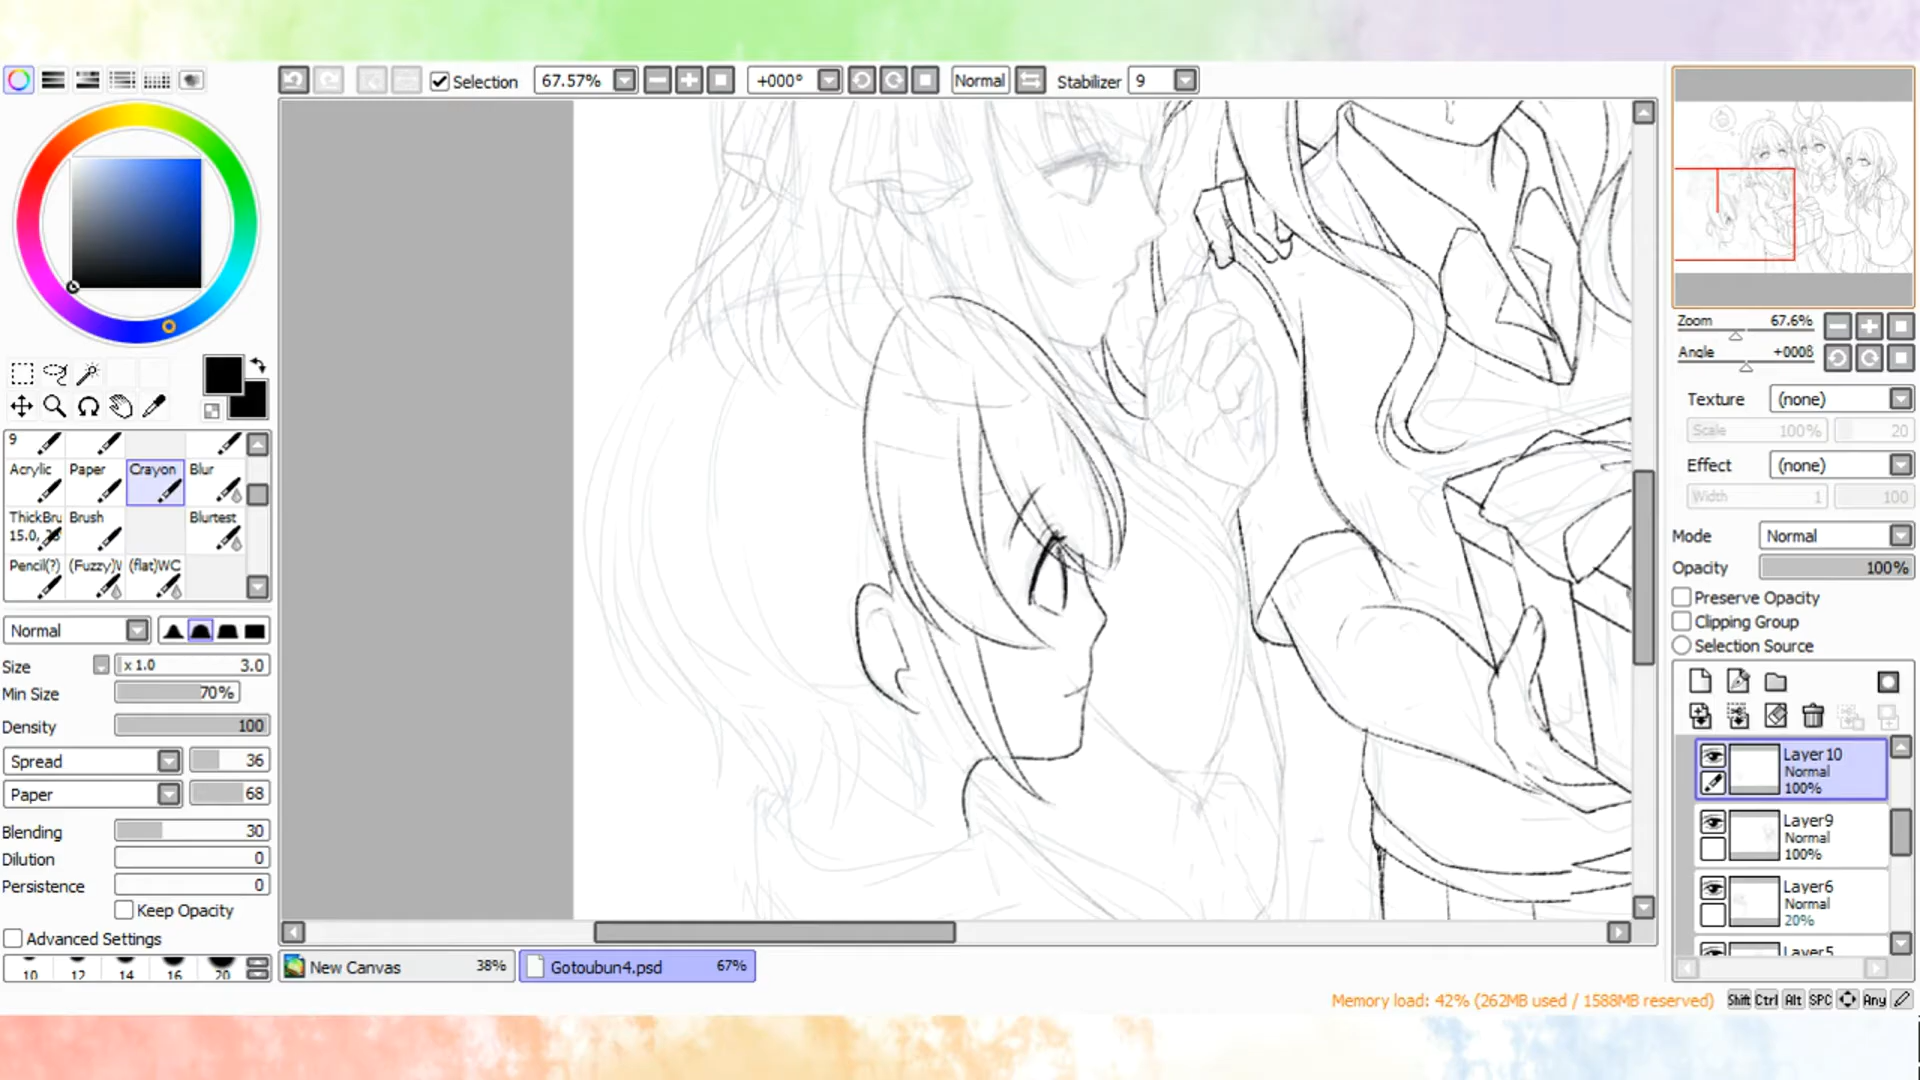 Selection 67.57% +000° Normal Stabilizer 9
Zoom 67.6%
Angle +000ß
Texture (none)
Scale 100% 20
Effect (none)
Width 1 100
Mode Normal
Opacity 100%
Preserve Opacity
Clipping Group
Selection Source
Layer10
Normal
100%
Layer9
Normal
100%
Layer6
Normal
20%
Layer5
9
Acrylic Paper Crayon Blur
ThickBru Brush Blurtest
15.0,
Pencil(?) (Fuzzy)W (flat)WC
Normal
Size x 1.0 3.0
Min Size 70%
Density 100
Spread 36
Paper 68
Blending 30
Dilution 0
Persistence 0
Keep Opacity
Advanced Settings
10 12 14 16 20
New Canvas 38% Gotoubun4.psd 67%
Memory load: 42% (262MB used / 1588MB reserved) Shift Ctrl Alt SPC Any